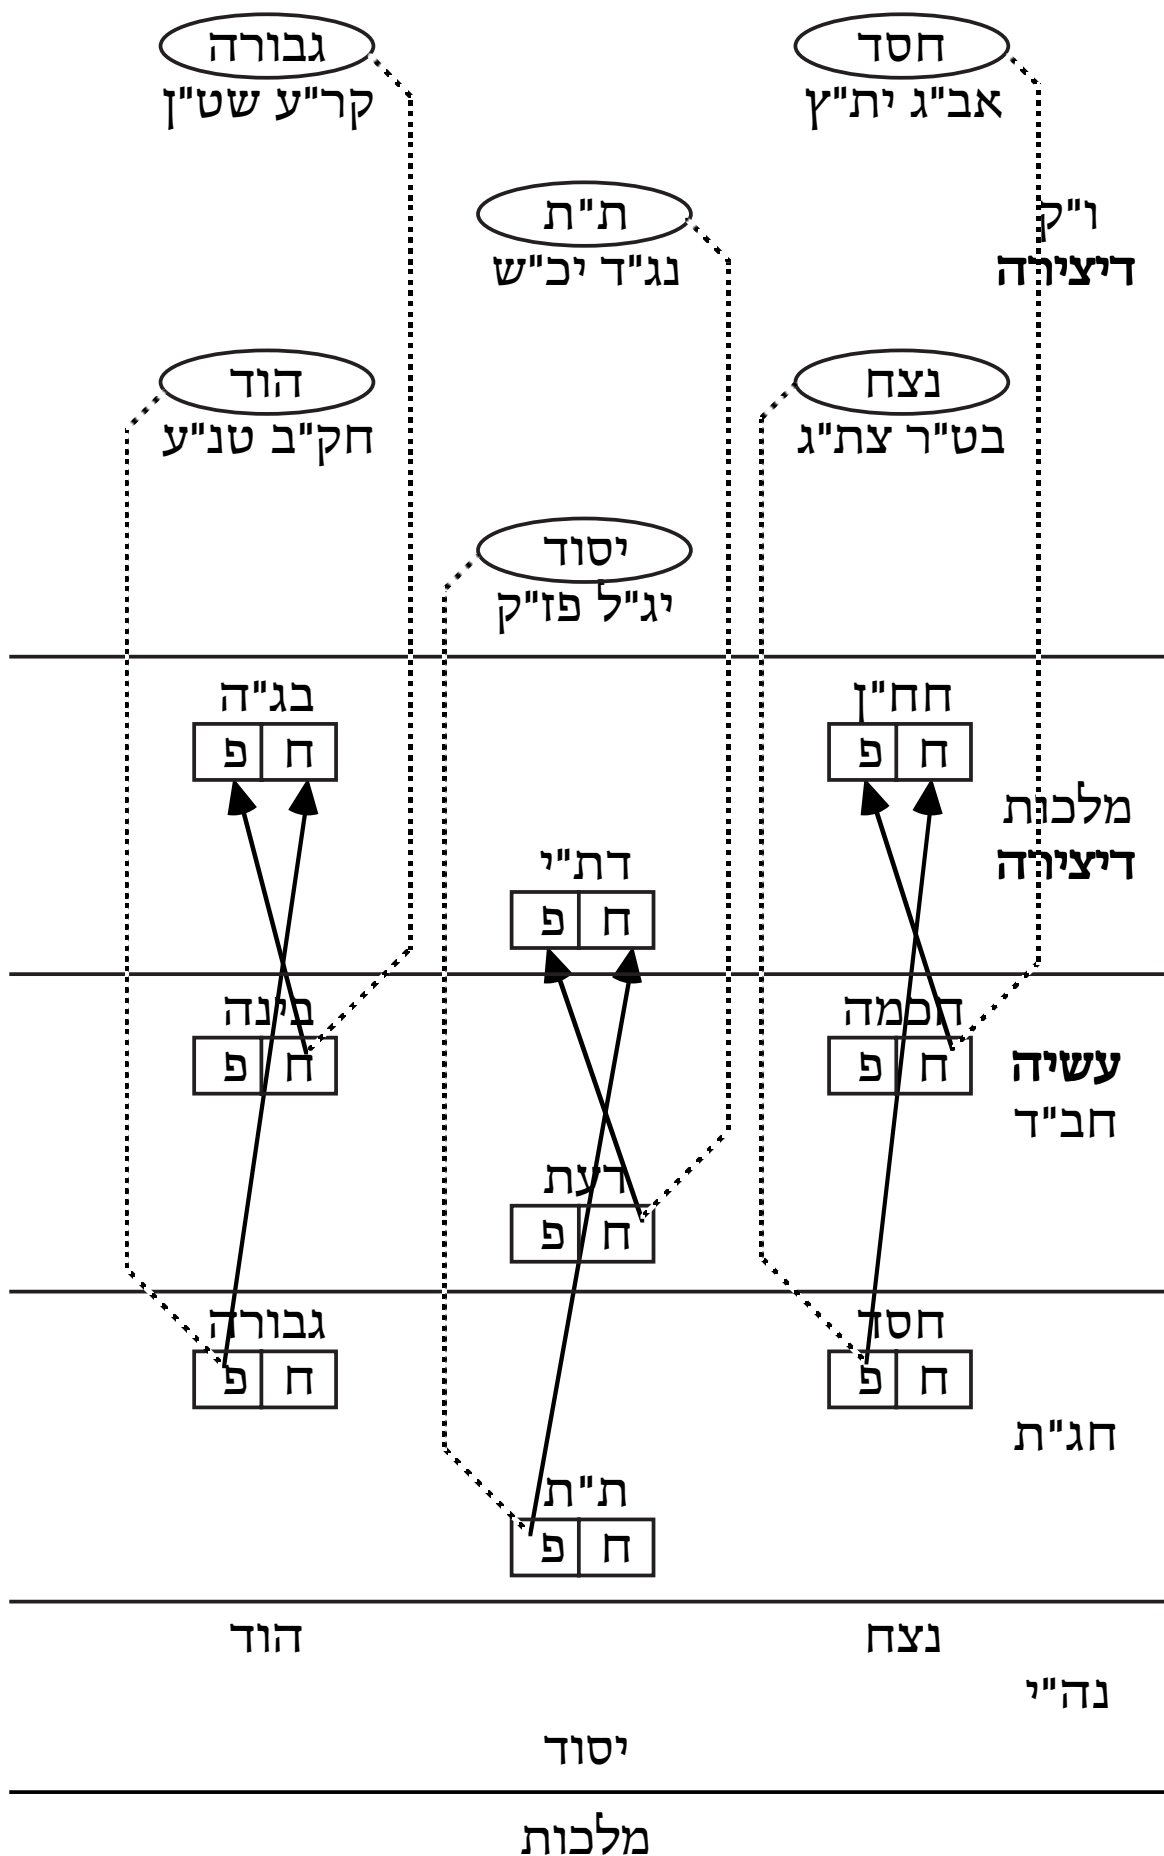 חסד גבורה
אב"ג ית"ץ קר"ע שט"ן
ו"ק ת"ת
דיצירה נג"ד יכ"ש
נצח הוד
בט"ר צת"ג חק"ב טנ"ע
יסוד
יג"ל פז"ק
חח"ן בג"ה
ח פ ח פ
מלכות
דיצירה דת"י
ח פ
חכמה בינה
עשיה ח פ ח פ
חב"ד
דעת
ח פ
חסד גבורה
ח פ ח פ
חג"ת
ת"ת
ח פ
נצח הוד
נה"י
יסוד
מלכות